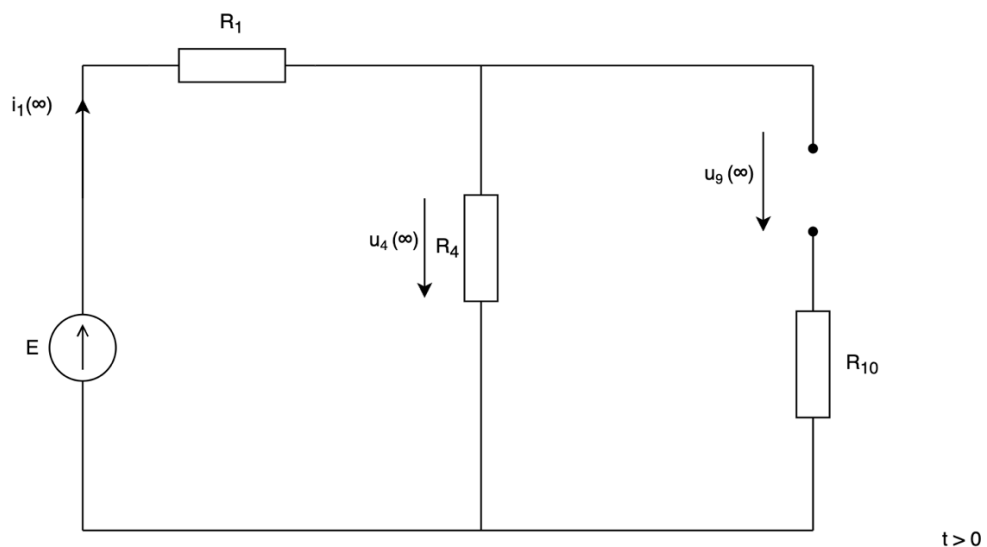 R₁
i₁(∞)
u₉ (∞)
u₄ (∞)
R₄
E
R₁₀
t > 0